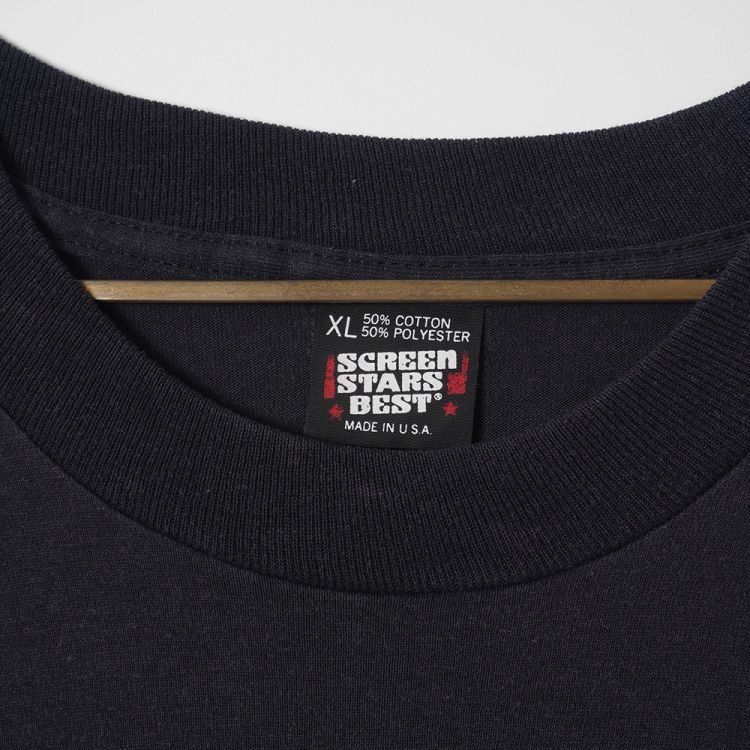 XL 50% COTTON
50% POLYESTER
SCREEN
STARS
BEST®
MADE IN U.S.A.